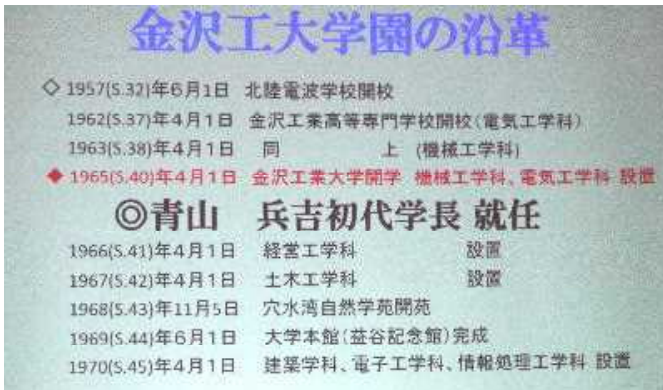 金沢工大学園の沿革
◇ 1957(S.32)年6月1日 北陸電波学校開校
1962(S.37)年4月1日 金沢工業高等専門学校開校(電気工学科)
1963(S.38)年4月1日 同 上 (機械工学科)
◆ 1965(S.40)年4月1日 金沢工業大学開学 機械工学科、電気工学科 設置
◎青山 兵吉初代学長 就任
1966(S.41)年4月1日 経営工学科 設置
1967(S.42)年4月1日 土木工学科 設置
1968(S.43)年11月5日 穴水湾自然学苑開苑
1969(S.44)年6月1日 大学本館(益谷記念館)完成
1970(S.45)年4月1日 建築学科、電子工学科、情報処理工学科 設置